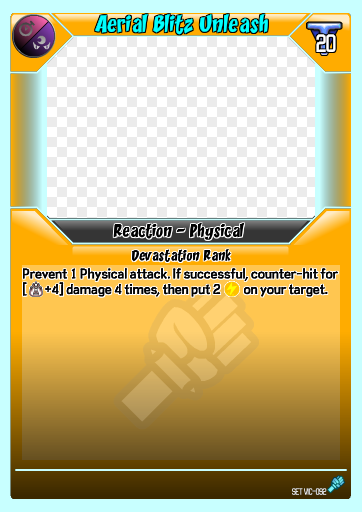 Aerial Blitz Unleash
20
Reaction - Physical
Devastation Rank
Prevent 1 Physical attack. If successful, counter-hit for
[ +4] damage 4 times, then put 2 on your target.
SET VIC-092